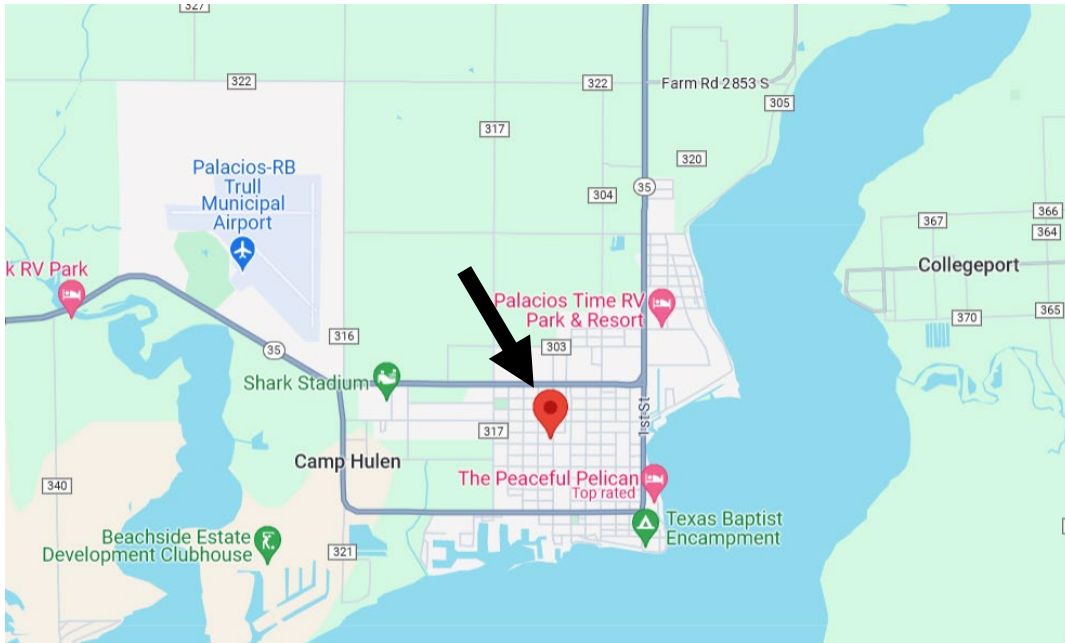 327
322
322
Farm Rd 2853 S
305
317
320
Palacios-RB
Trull
Municipal
Airport
304
35
367
366
364
k RV Park
Collegeport
Palacios Time RV
Park & Resort
370
365
316
35
303
Shark Stadium
1st St
317
Camp Hulen
The Peaceful Pelican
Top rated
340
Texas Baptist
Encampment
Beachside Estate
Development Clubhouse
321